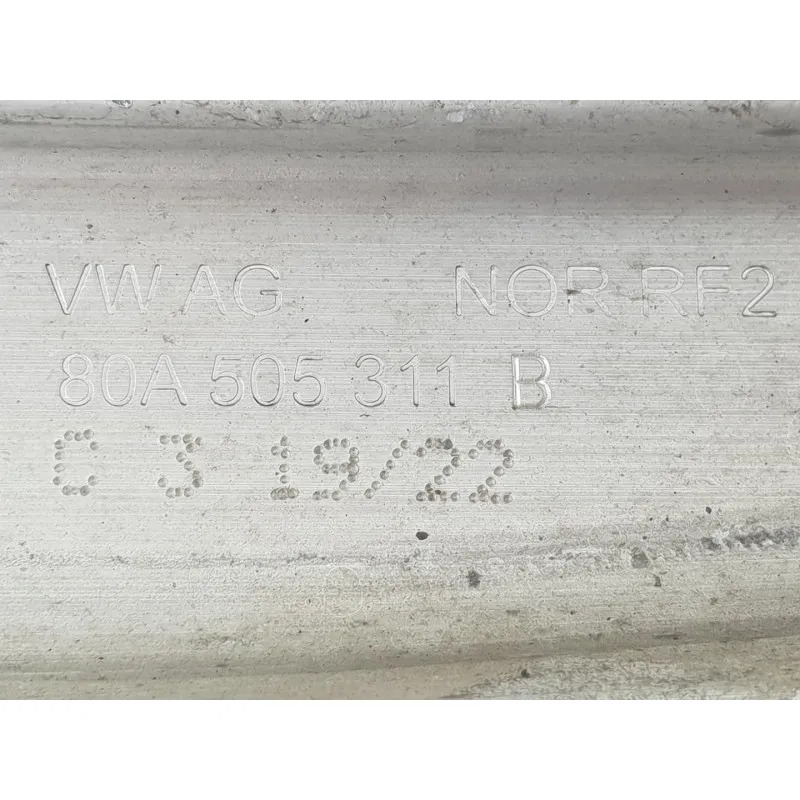 VW AG NOR RF2
80A 505 311 B
C 3 19/22